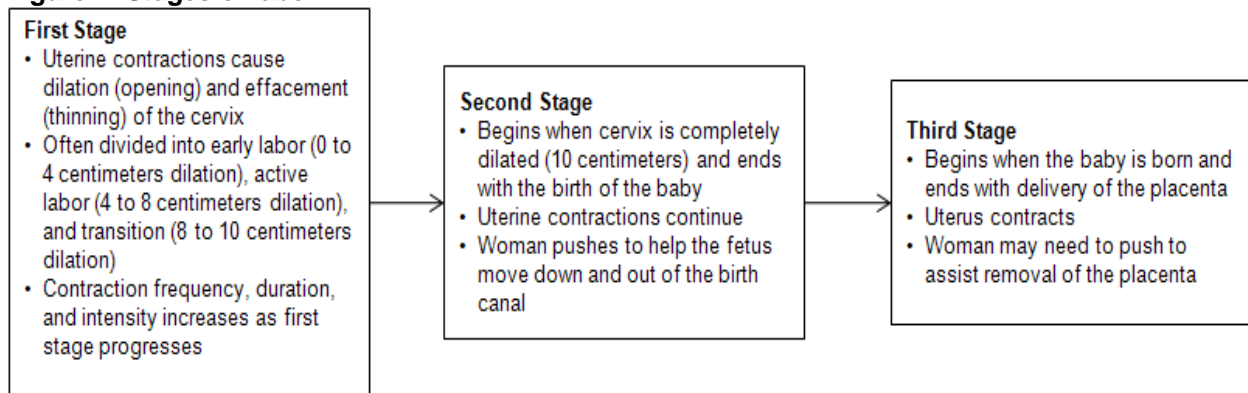 First Stage
• Uterine contractions cause
dilation (opening) and effacement
(thinning) of the cervix
• Often divided into early labor (0 to
4 centimeters dilation), active
labor (4 to 8 centimeters dilation),
and transition (8 to 10 centimeters
dilation)
• Contraction frequency, duration,
and intensity increases as first
stage progresses
Second Stage
• Begins when cervix is completely
dilated (10 centimeters) and ends
with the birth of the baby
• Uterine contractions continue
• Woman pushes to help the fetus
move down and out of the birth
canal
Third Stage
• Begins when the baby is born and
ends with delivery of the placenta
• Uterus contracts
• Woman may need to push to
assist removal of the placenta